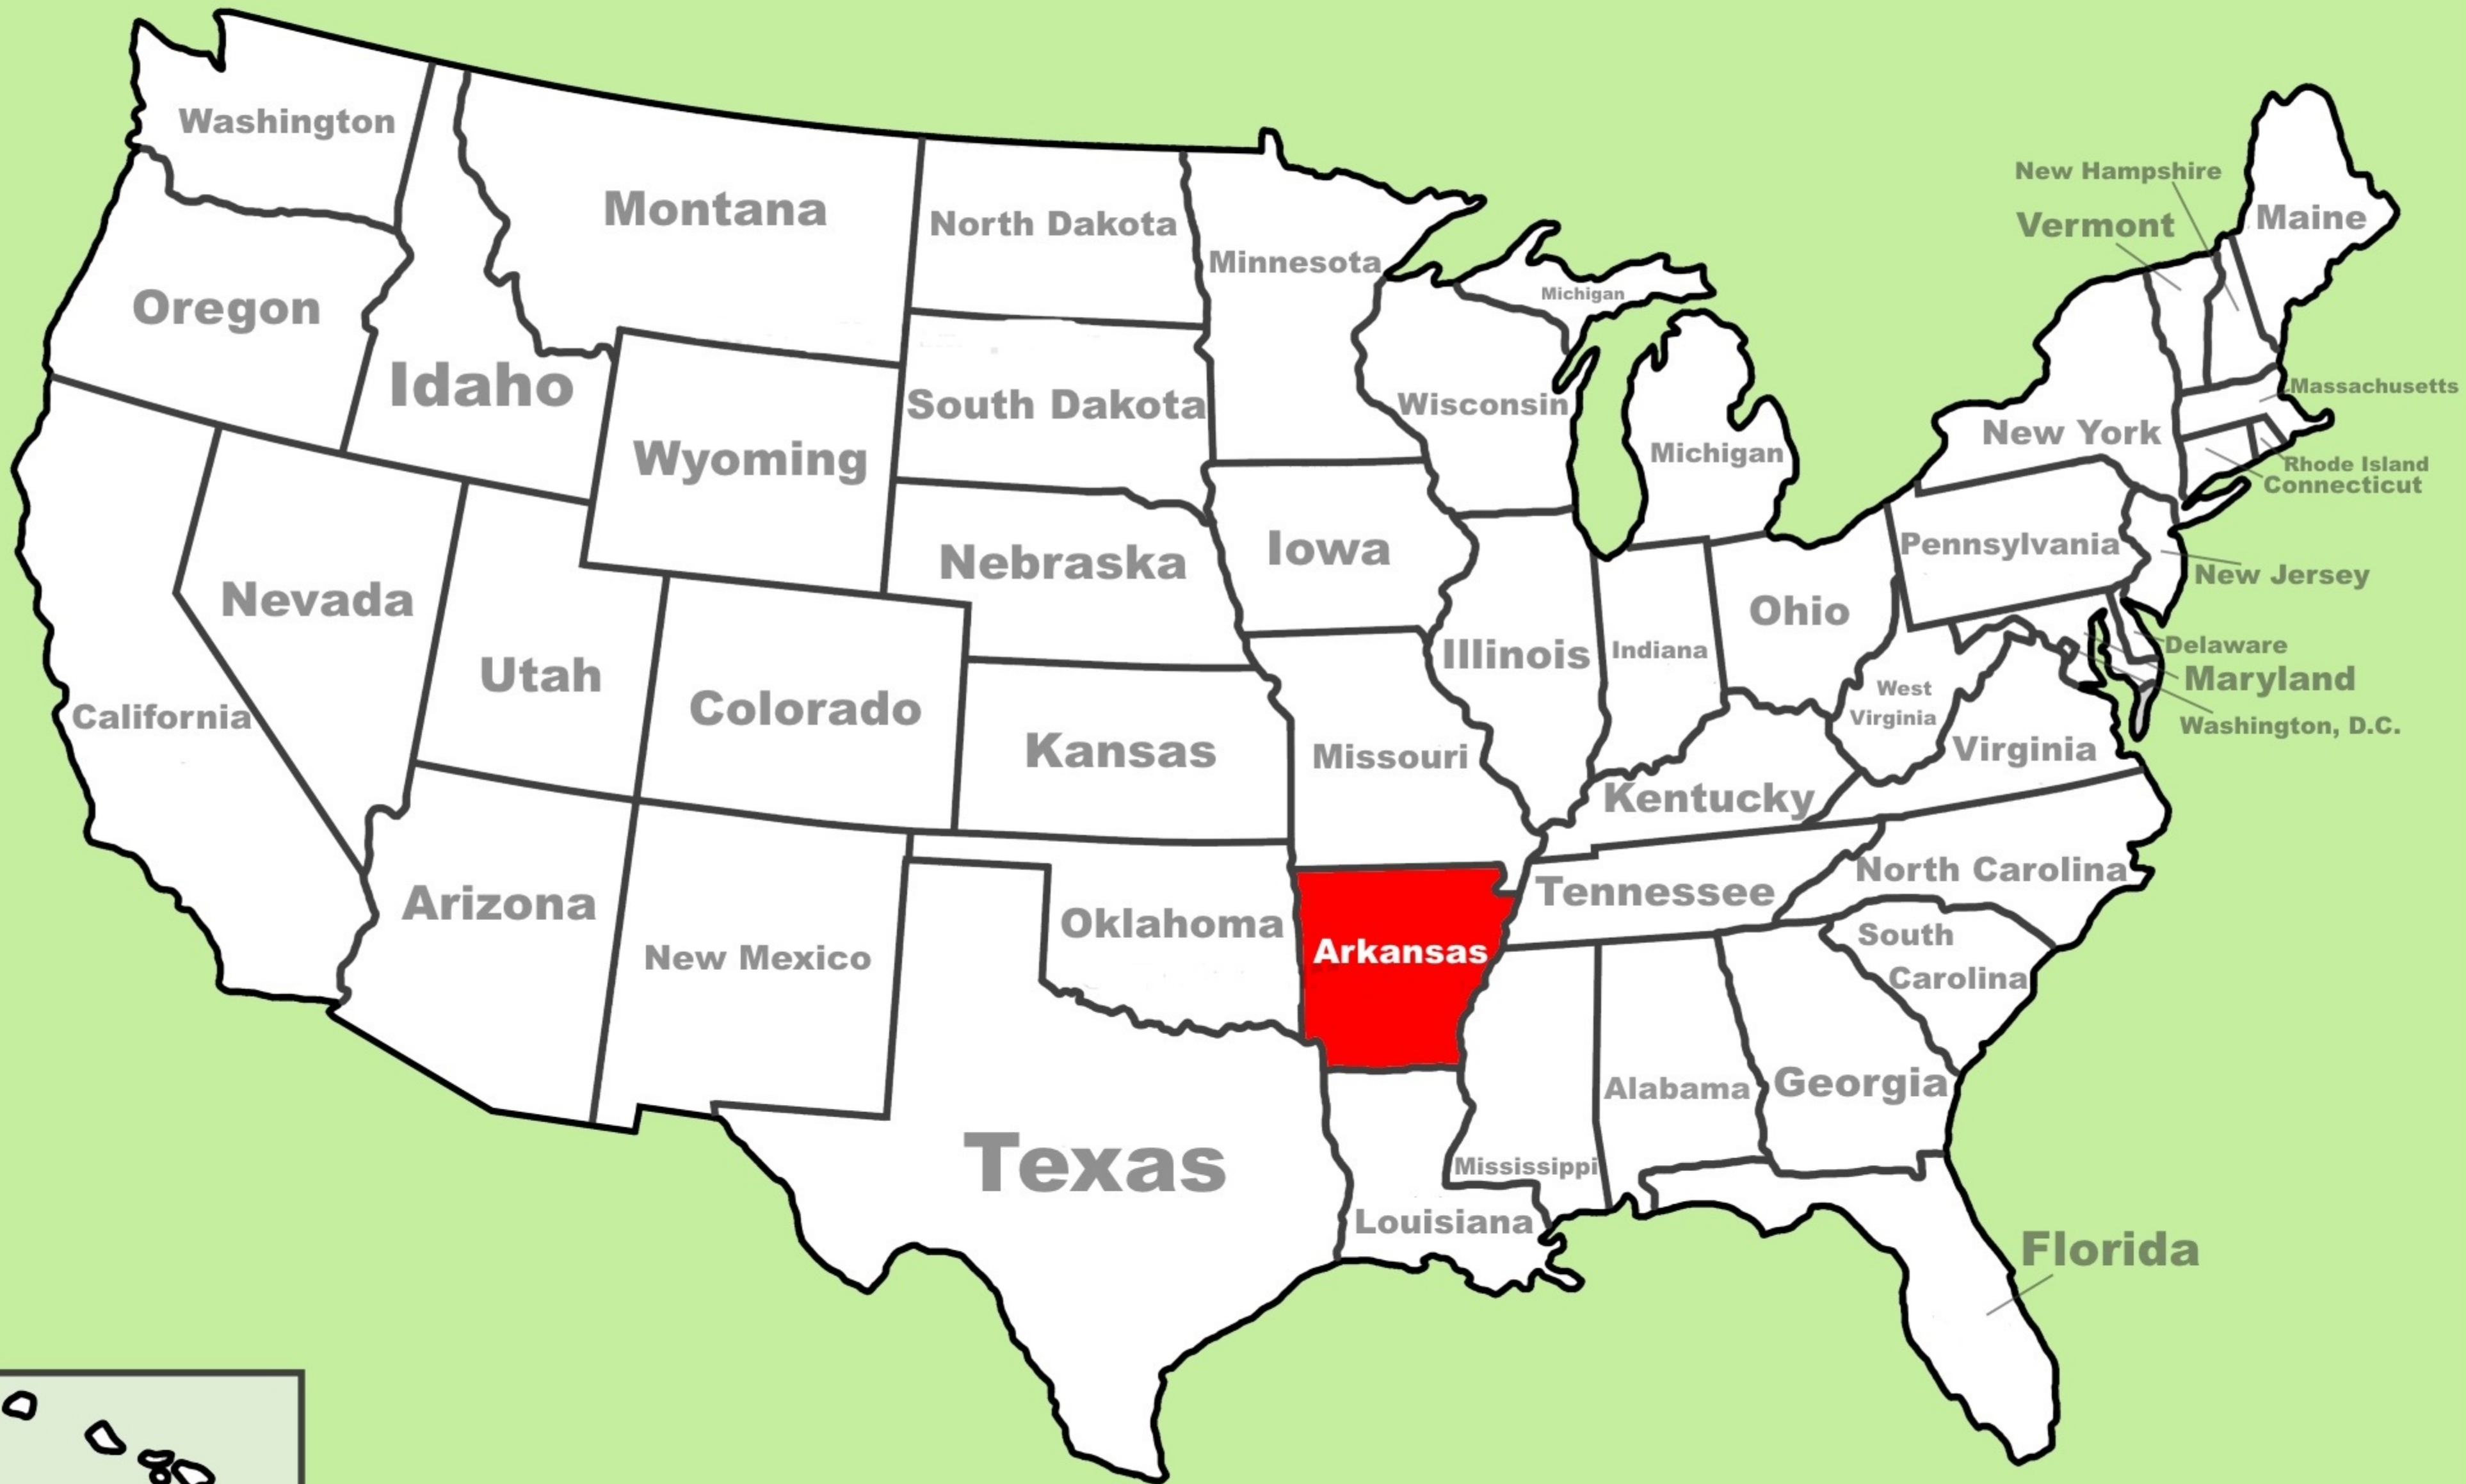 Washington
New Hampshire
Vermont
Maine
Montana
North Dakota
Minnesota
Michigan
Oregon
Idaho
South Dakota
Wisconsin
Massachusetts
New York
Michigan
Wyoming
Rhode Island
Connecticut
Pennsylvania
Iowa
Nebraska
New Jersey
Nevada
Ohio
Delaware
Illinois
Indiana
Utah
Maryland
West
Virginia
Colorado
California
Washington, D.C.
Kansas
Missouri
Virginia
Kentucky
North Carolina
Tennessee
Arizona
Oklahoma
South
Carolina
Arkansas
New Mexico
Alabama
Georgia
Texas
Mississippi
Louisiana
Florida